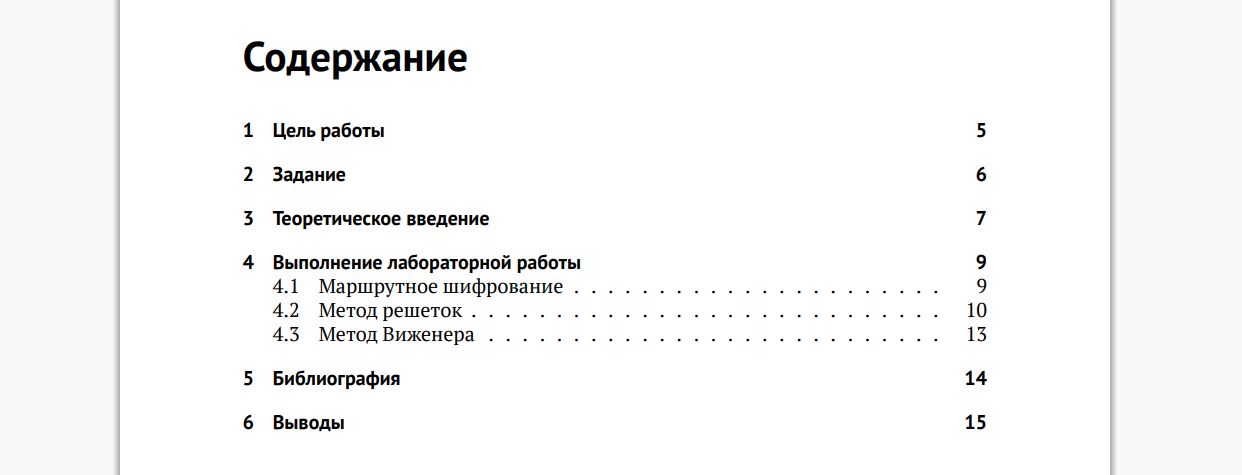 Содержание
1 Цель работы 5
2 Задание 6
3 Теоретическое введение 7
4 Выполнение лабораторной работы 9
4.1 Маршрутное шифрование . . . . . . . . . . . . . . . . . . . . . . 9
4.2 Метод решеток . . . . . . . . . . . . . . . . . . . . . . . . . . . . 10
4.3 Метод Виженера . . . . . . . . . . . . . . . . . . . . . . . . . . . 13
5 Библиография 14
6 Выводы 15